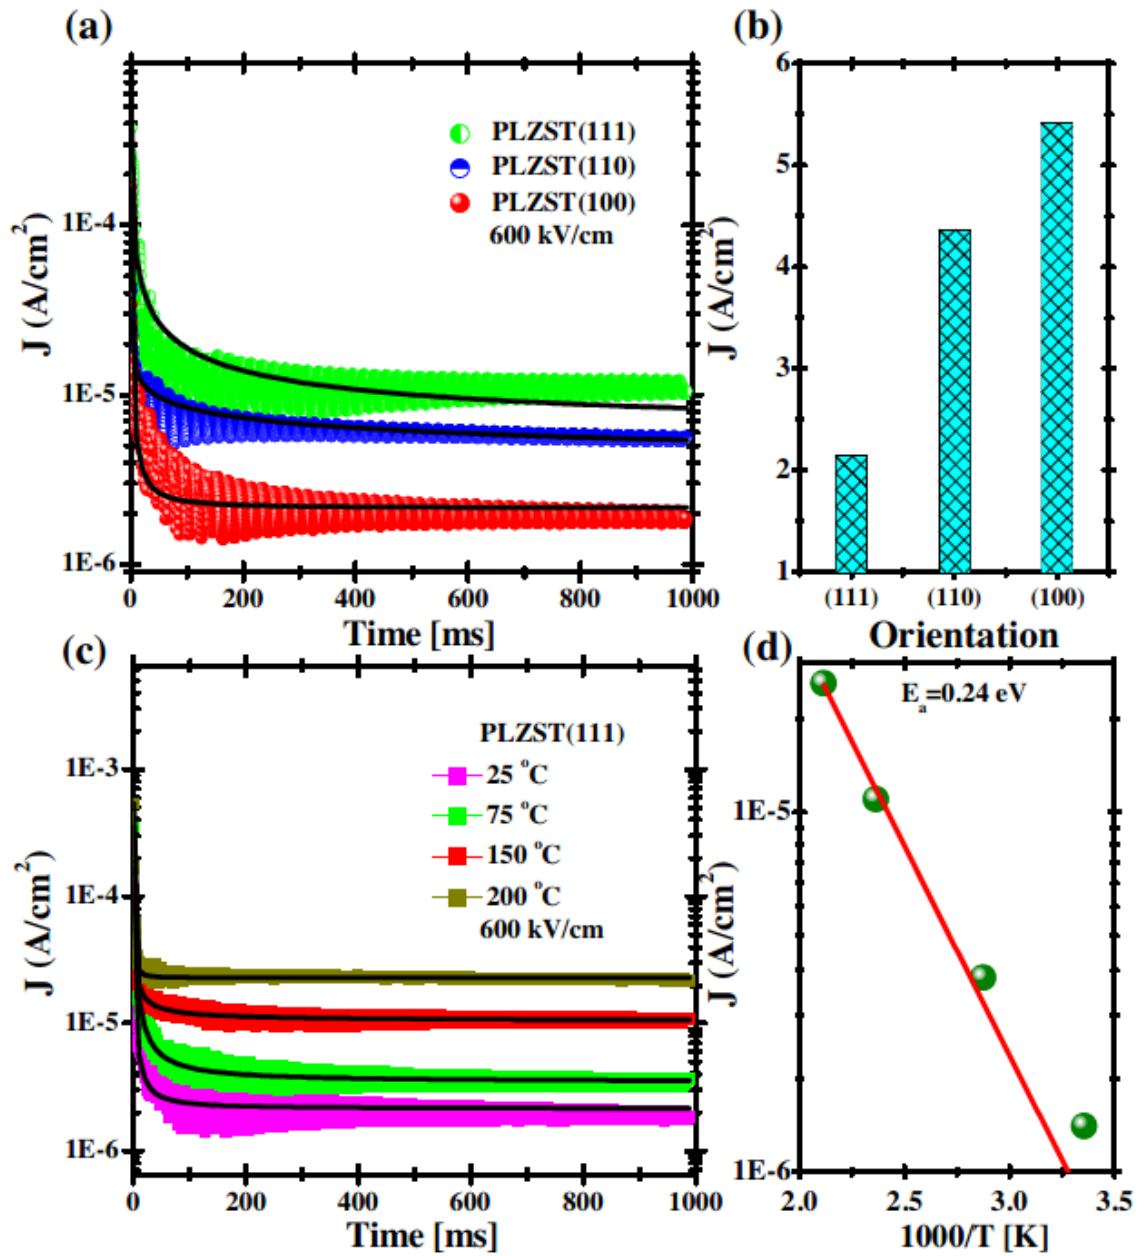 (a)
J (A/cm²)
1E-4
1E-5
1E-6
PLZST(111)
PLZST(110)
PLZST(100)
600 kV/cm
0 200 400 600 800 1000
Time [ms]
(b)
J (A/cm²)
6
5
4
3
2
1
(111) (110) (100)
Orientation
(c)
J (A/cm²)
1E-3
1E-4
1E-5
1E-6
PLZST(111)
25 °C
75 °C
150 °C
200 °C
600 kV/cm
0 200 400 600 800 1000
Time [ms]
(d)
J (A/cm²)
Eₐ=0.24 eV
1E-5
1E-6
2.0 2.5 3.0 3.5
1000/T [K]